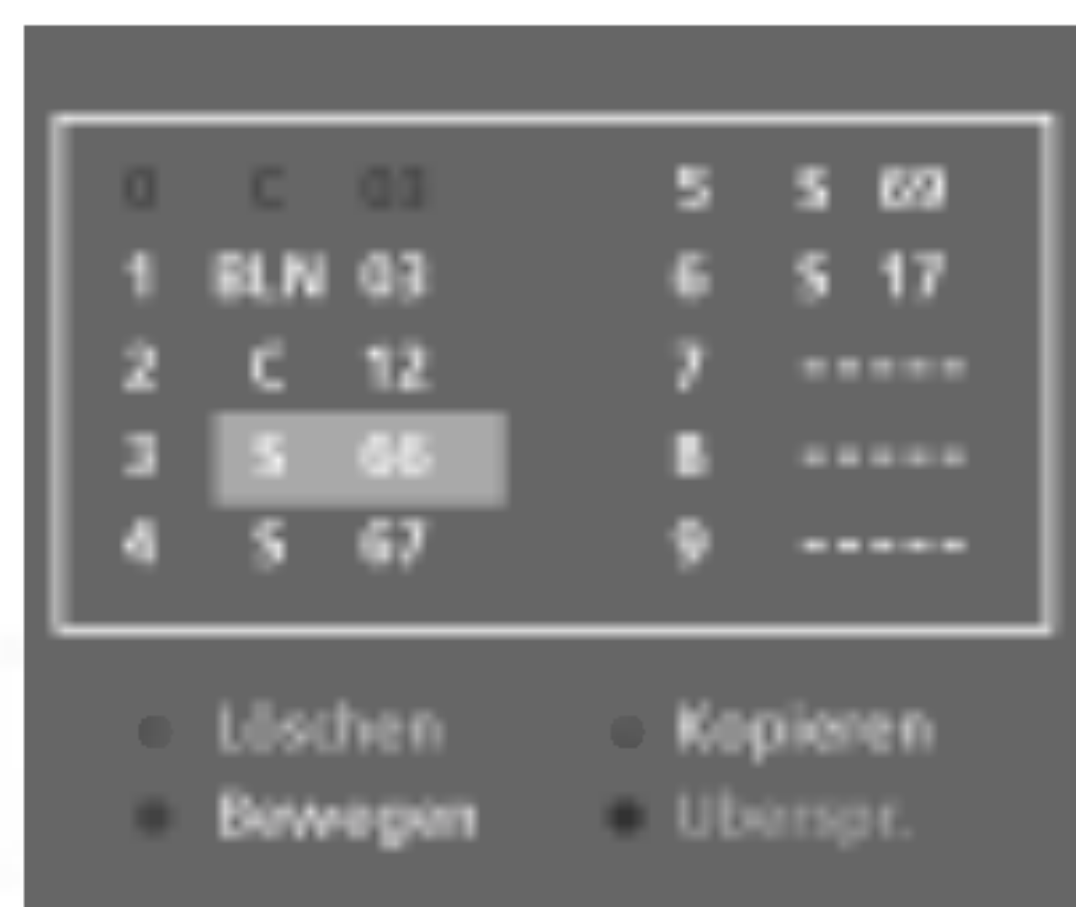 0 C 03
1 BLN 03
2 C 12
3 S 66
4 S 67
5 S 69
6 S 17
7 -----
8 -----
9 -----
Löschen
Kopieren
Bewegen
Überspr.